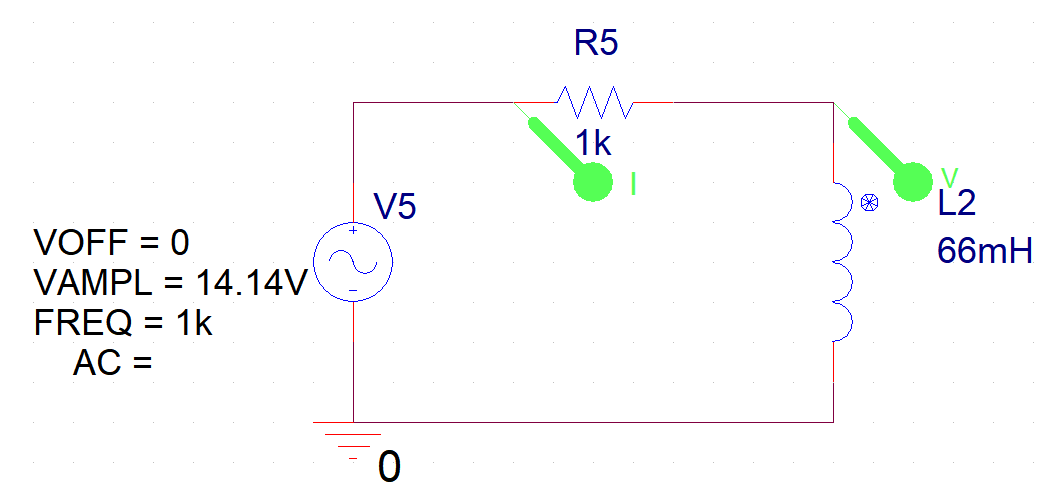 R5
1k
I
V
V5
L2
66mH
VOFF = 0
VAMPL = 14.14V
FREQ = 1k
AC =
+
−
0